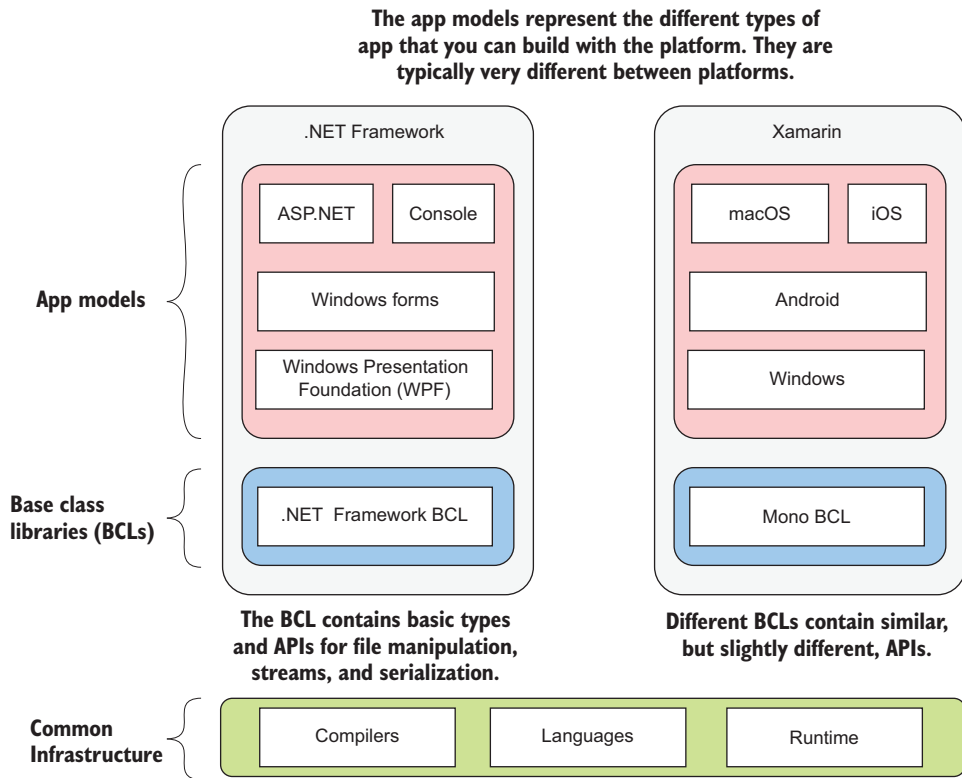 The app models represent the different types of
app that you can build with the platform. They are
typically very different between platforms.
.NET Framework
Xamarin
ASP.NET
Console
macOS
iOS
App models
Windows forms
Android
Windows Presentation
Foundation (WPF)
Windows
Base class
libraries (BCLs)
.NET Framework BCL
Mono BCL
The BCL contains basic types
and APIs for file manipulation,
streams, and serialization.
Different BCLs contain similar,
but slightly different, APIs.
Common
Infrastructure
Compilers
Languages
Runtime